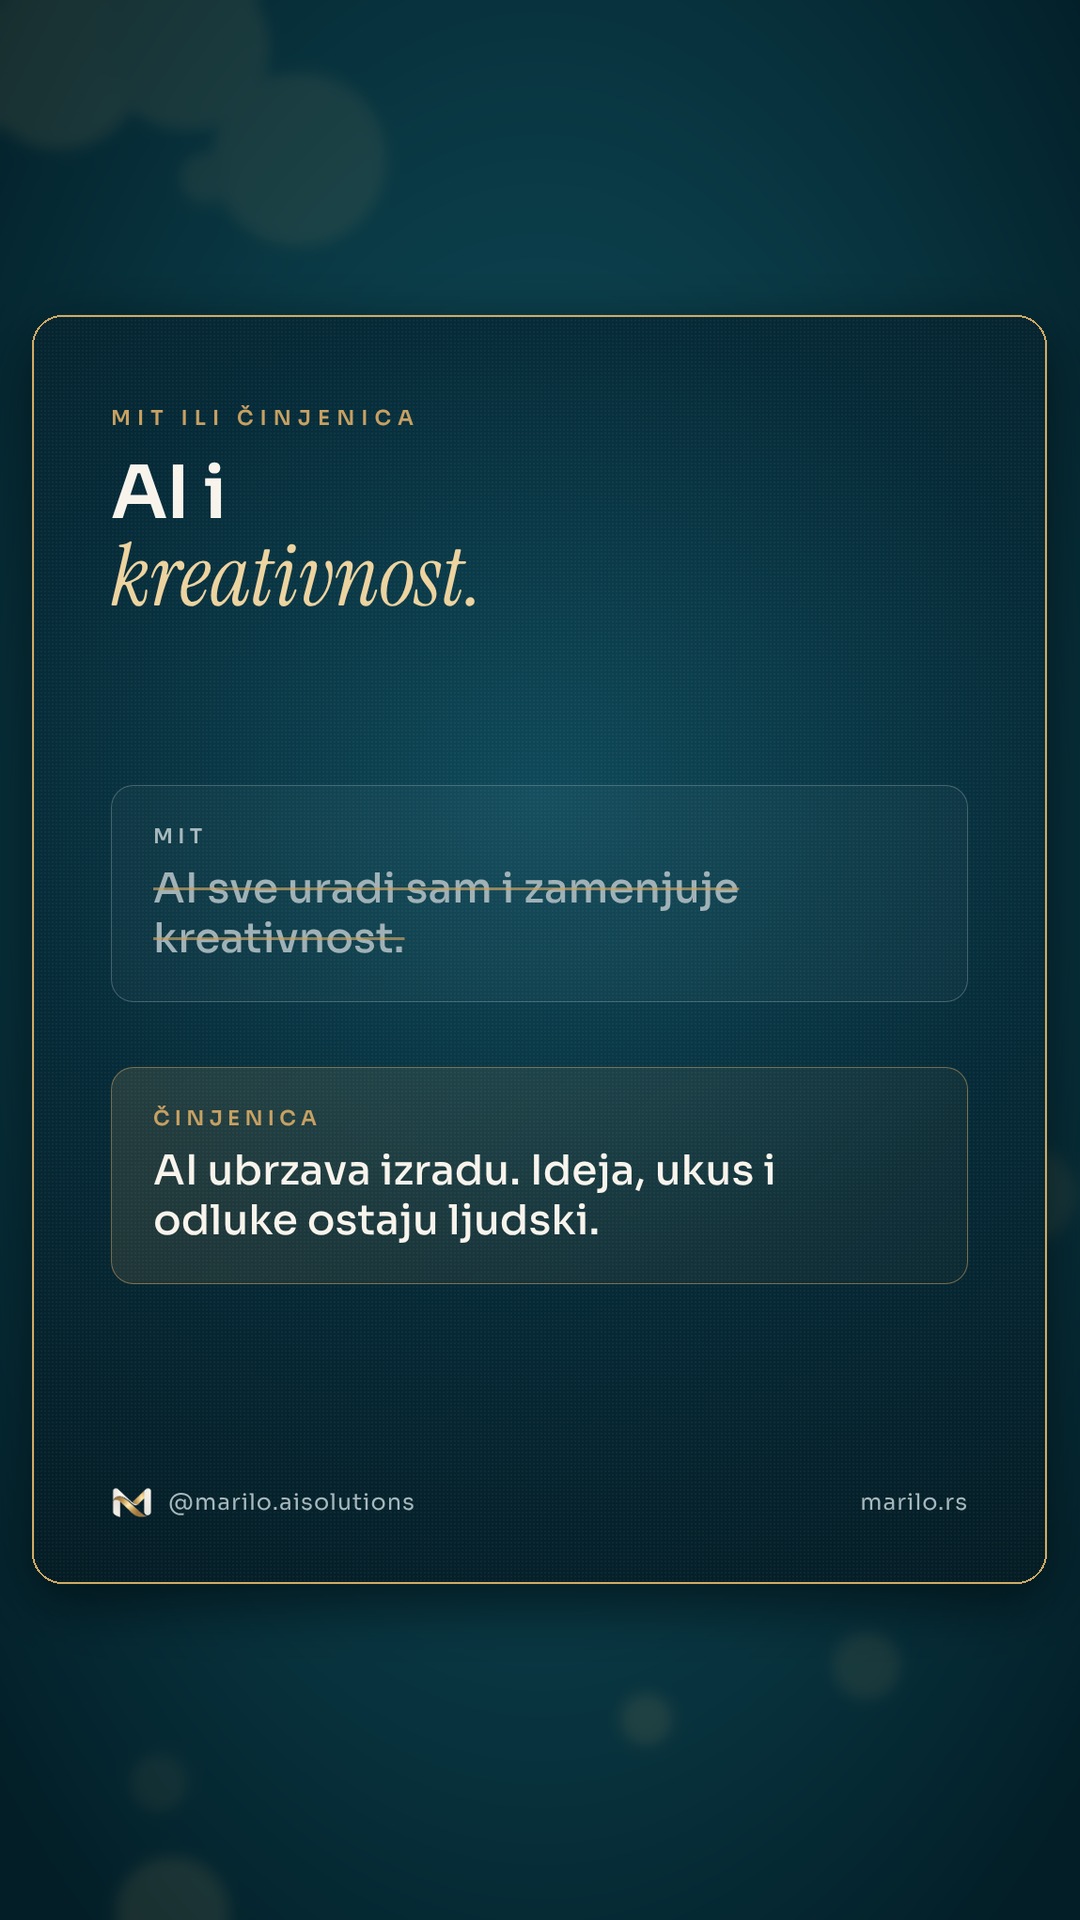 MIT ILI ČINJENICA
AI i
kreativnost.
MIT
AI sve uradi sam i zamenjuje
kreativnost.
ČINJENICA
AI ubrzava izradu. Ideja, ukus i
odluke ostaju ljudski.
@marilo.aisolutions
marilo.rs